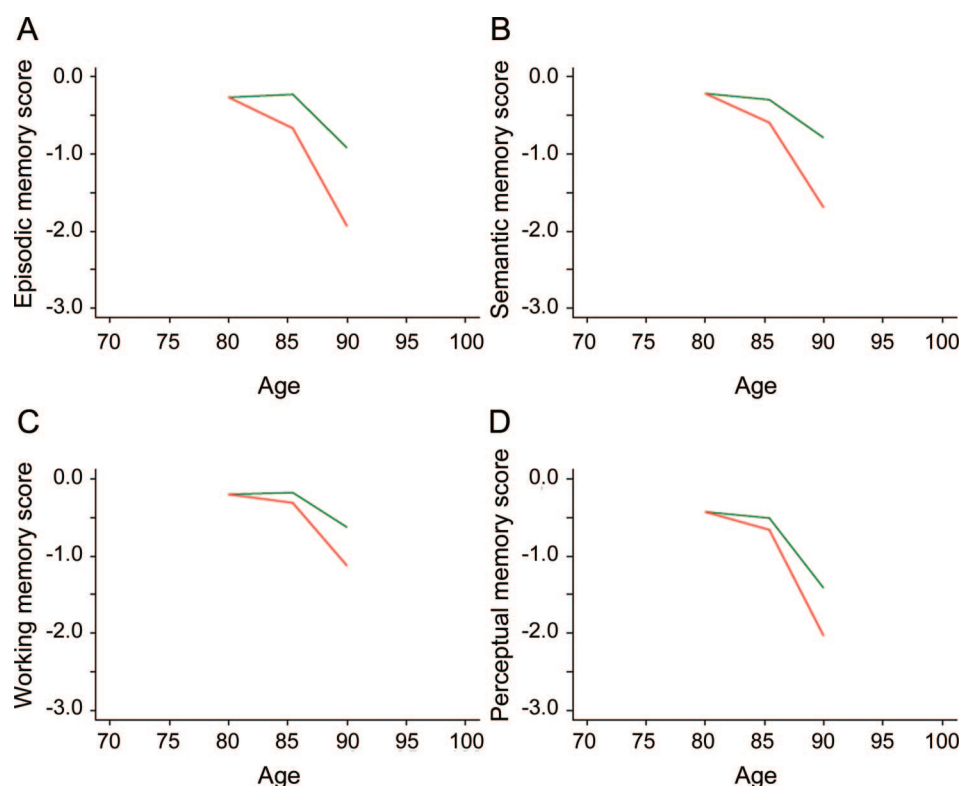 A
Episodic memory score
0.0
-1.0
-2.0
-3.0
70 75 80 85 90 95 100
Age
B
Semantic memory score
0.0
-1.0
-2.0
-3.0
70 75 80 85 90 95 100
Age
C
Working memory score
0.0
-1.0
-2.0
-3.0
70 75 80 85 90 95 100
Age
D
Perceptual memory score
0.0
-1.0
-2.0
-3.0
70 75 80 85 90 95 100
Age